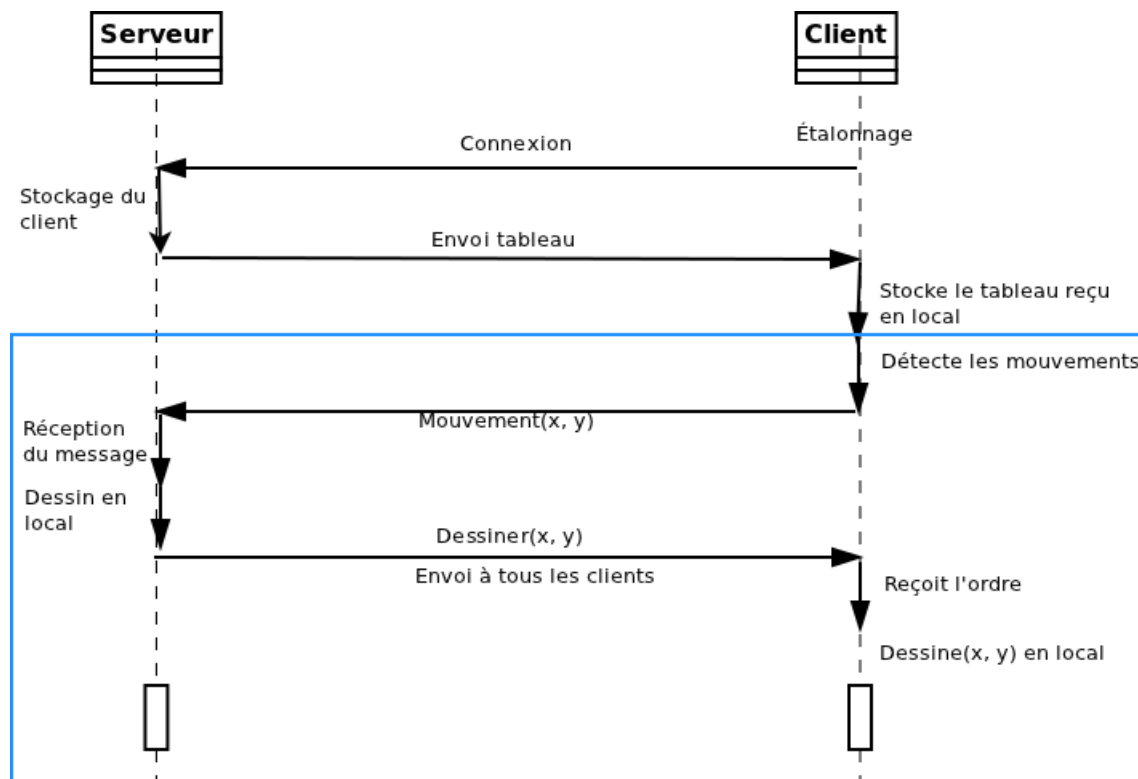 Serveur
Client
Étalonnage
Connexion
Stockage du
client
Envoi tableau
Stocke le tableau reçu
en local
Détecte les mouvements
Mouvement(x, y)
Réception
du message
Dessin en
local
Dessiner(x, y)
Envoi à tous les clients
Reçoit l'ordre
Dessine(x, y) en local